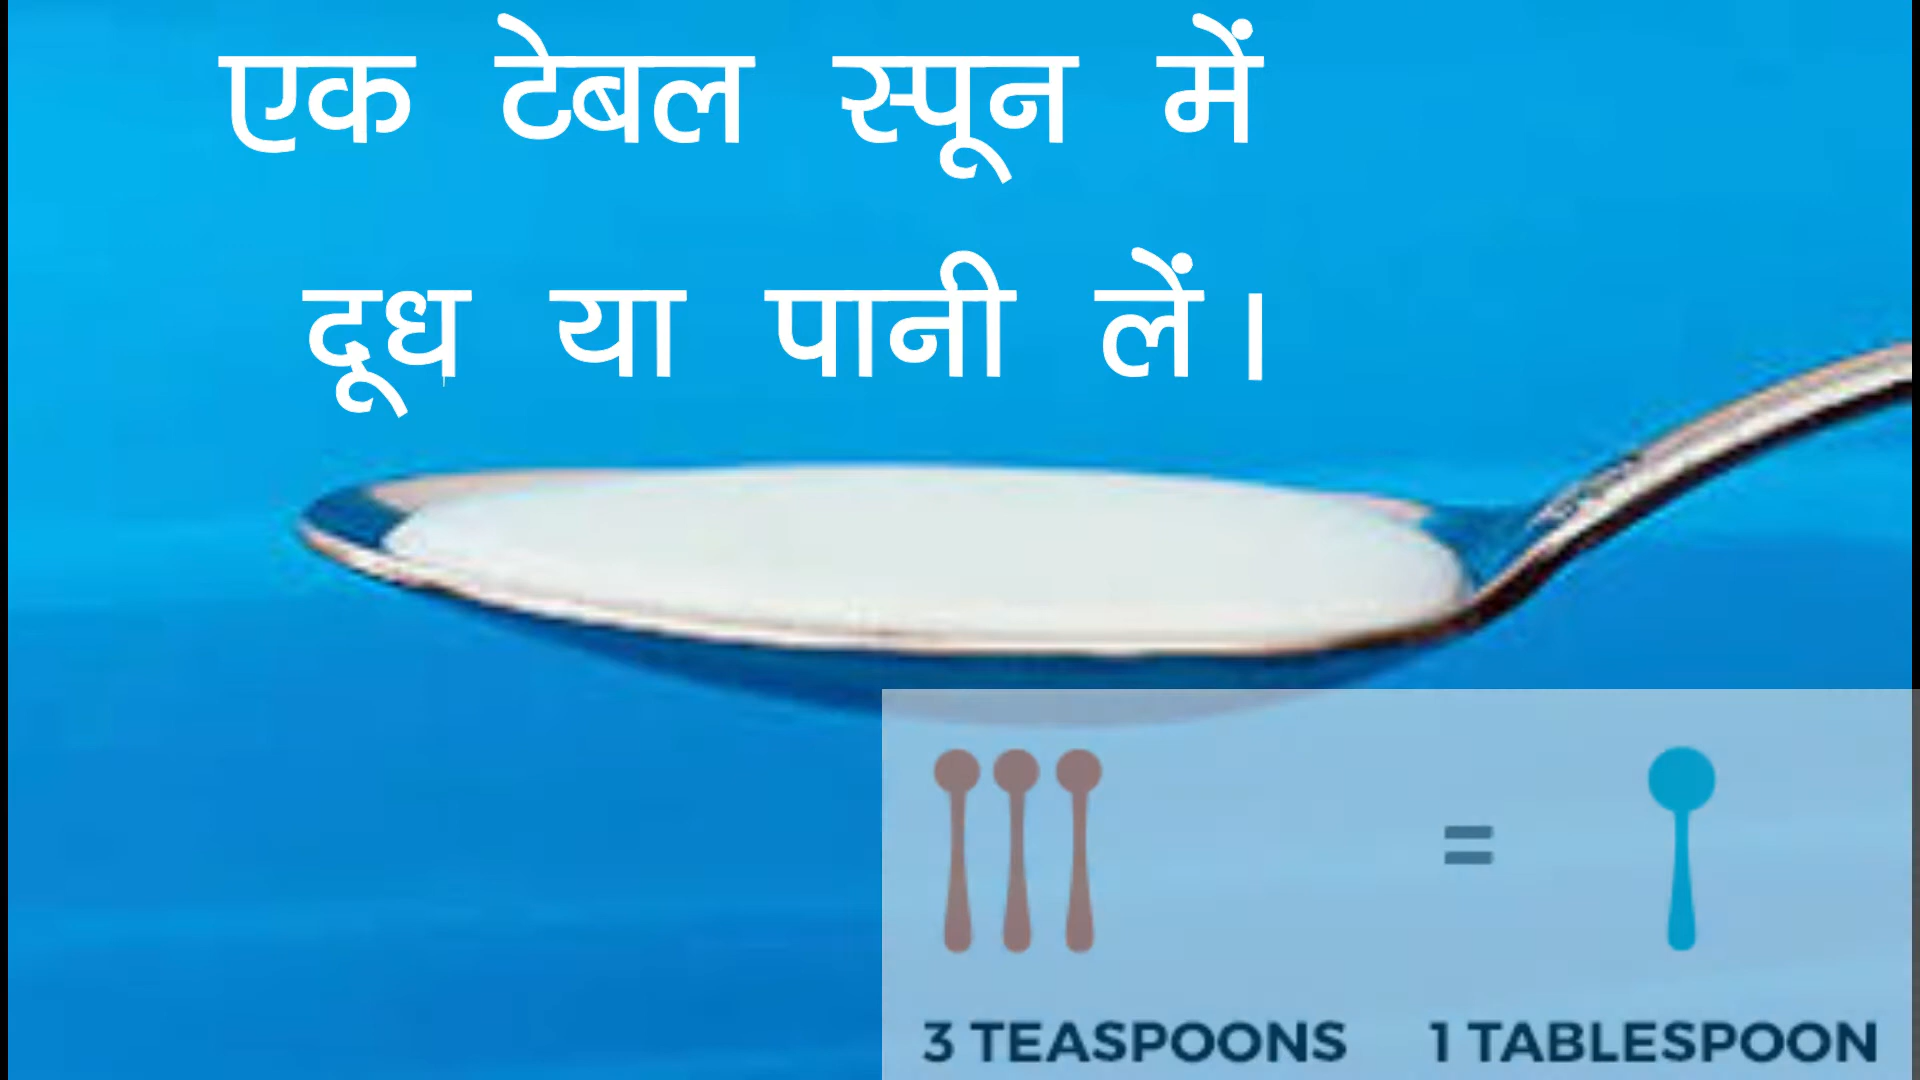 एक टेबल स्पून में
दूध या पानी लें।
=
3 TEASPOONS 1 TABLESPOON